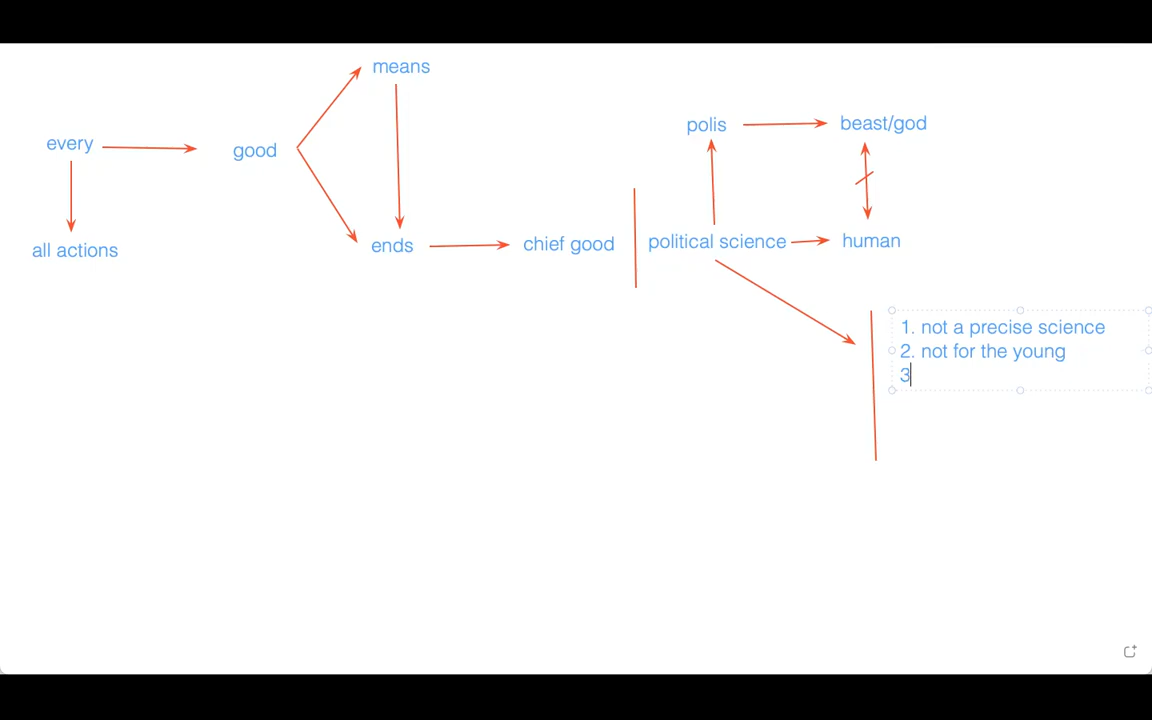 means
every
good
all actions
ends
chief good
polis
beast/god
political science
human
1. not a precise science
2. not for the young
3